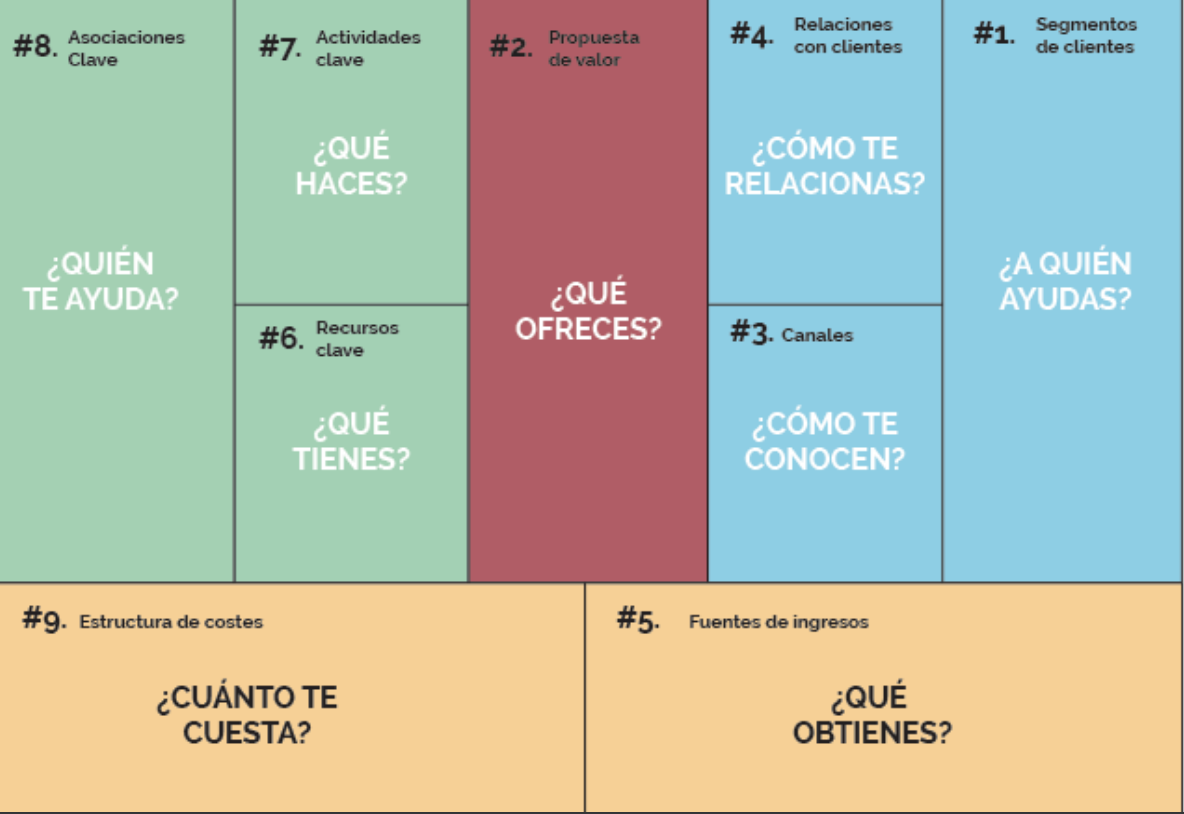 #8. Asociaciones
Clave
¿QUIÉN
TE AYUDA?
#7. Actividades
clave
¿QUÉ
HACES?
#6. Recursos
clave
¿QUÉ
TIENES?
#2. Propuesta
de valor
¿QUÉ
OFRECES?
#4. Relaciones
con clientes
¿CÓMO TE
RELACIONAS?
#3. Canales
¿CÓMO TE
CONOCEN?
#1. Segmentos
de clientes
¿A QUIÉN
AYUDAS?
#9. Estructura de costes
¿CUÁNTO TE
CUESTA?
#5. Fuentes de ingresos
¿QUÉ
OBTIENES?